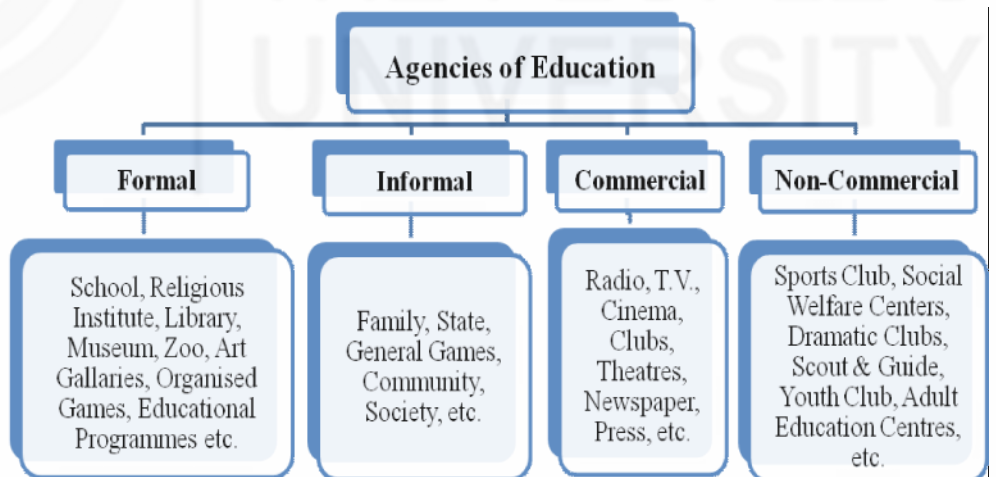 UNIVERSITY
Agencies of Education
Formal
Informal
Commercial
Non-Commercial
School, Religious
Institute, Library,
Museum, Zoo, Art
Gallaries, Organised
Games, Educational
Programmes etc.
Family, State,
General Games,
Community,
Society, etc.
Radio, T.V.,
Cinema,
Clubs,
Theatres,
Newspaper,
Press, etc.
Sports Club, Social
Welfare Centers,
Dramatic Clubs,
Scout & Guide,
Youth Club, Adult
Education Centres,
etc.